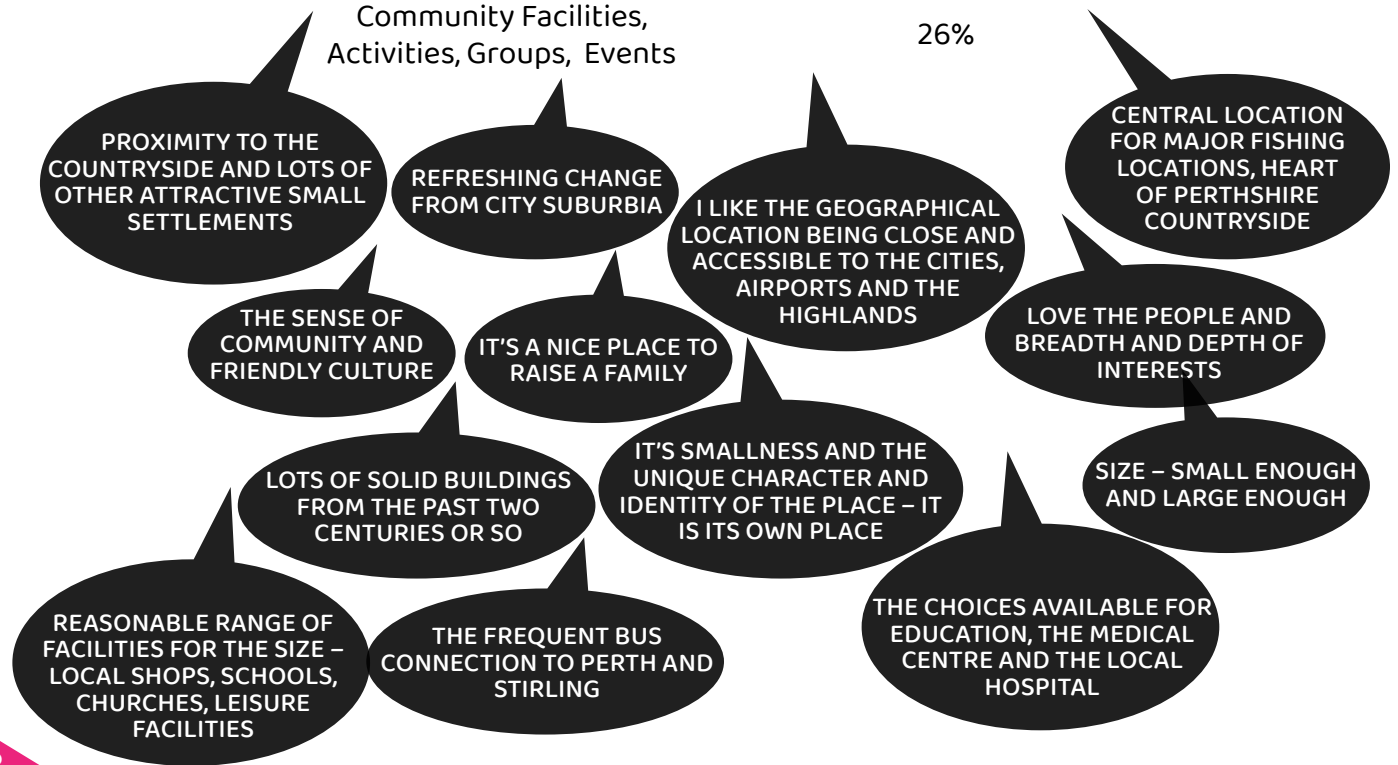 Community Facilities,
Activities, Groups, Events
26%
PROXIMITY TO THE
COUNTRYSIDE AND LOTS OF
OTHER ATTRACTIVE SMALL
SETTLEMENTS
REFRESHING CHANGE
FROM CITY SUBURBIA
I LIKE THE GEOGRAPHICAL
LOCATION BEING CLOSE AND
ACCESSIBLE TO THE CITIES,
AIRPORTS AND THE
HIGHLANDS
CENTRAL LOCATION
FOR MAJOR FISHING
LOCATIONS, HEART
OF PERTHSHIRE
COUNTRYSIDE
THE SENSE OF
COMMUNITY AND
FRIENDLY CULTURE
IT'S A NICE PLACE TO
RAISE A FAMILY
LOVE THE PEOPLE AND
BREADTH AND DEPTH OF
INTERESTS
LOTS OF SOLID BUILDINGS
FROM THE PAST TWO
CENTURIES OR SO
IT'S SMALLNESS AND THE
UNIQUE CHARACTER AND
IDENTITY OF THE PLACE – IT
IS ITS OWN PLACE
SIZE – SMALL ENOUGH
AND LARGE ENOUGH
REASONABLE RANGE OF
FACILITIES FOR THE SIZE –
LOCAL SHOPS, SCHOOLS,
CHURCHES, LEISURE
FACILITIES
THE FREQUENT BUS
CONNECTION TO PERTH AND
STIRLING
THE CHOICES AVAILABLE FOR
EDUCATION, THE MEDICAL
CENTRE AND THE LOCAL
HOSPITAL